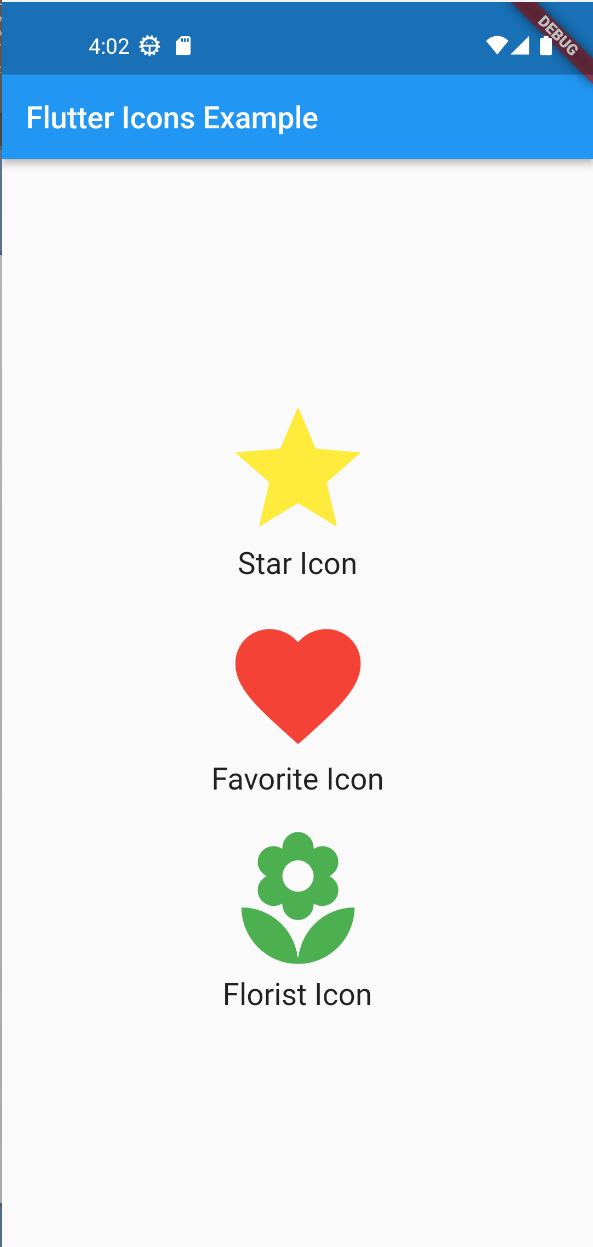 4:02
DEBUG
Flutter Icons Example
Star Icon
Favorite Icon
Florist Icon